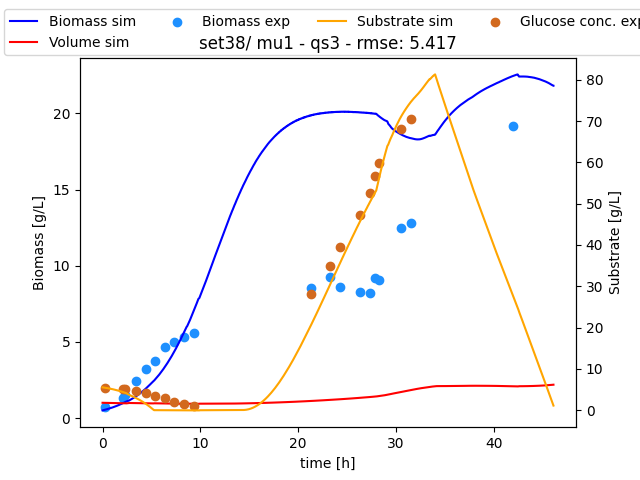 Biomass sim
Biomass exp
Substrate sim
Glucose conc. exp
Volume sim
set38/ mu1 - qs3 - rmse: 5.417
Biomass [g/L]
20
15
10
5
0
80
70
60
50
40
30
20
10
0
Substrate [g/L]
0
10
20
30
40
time [h]